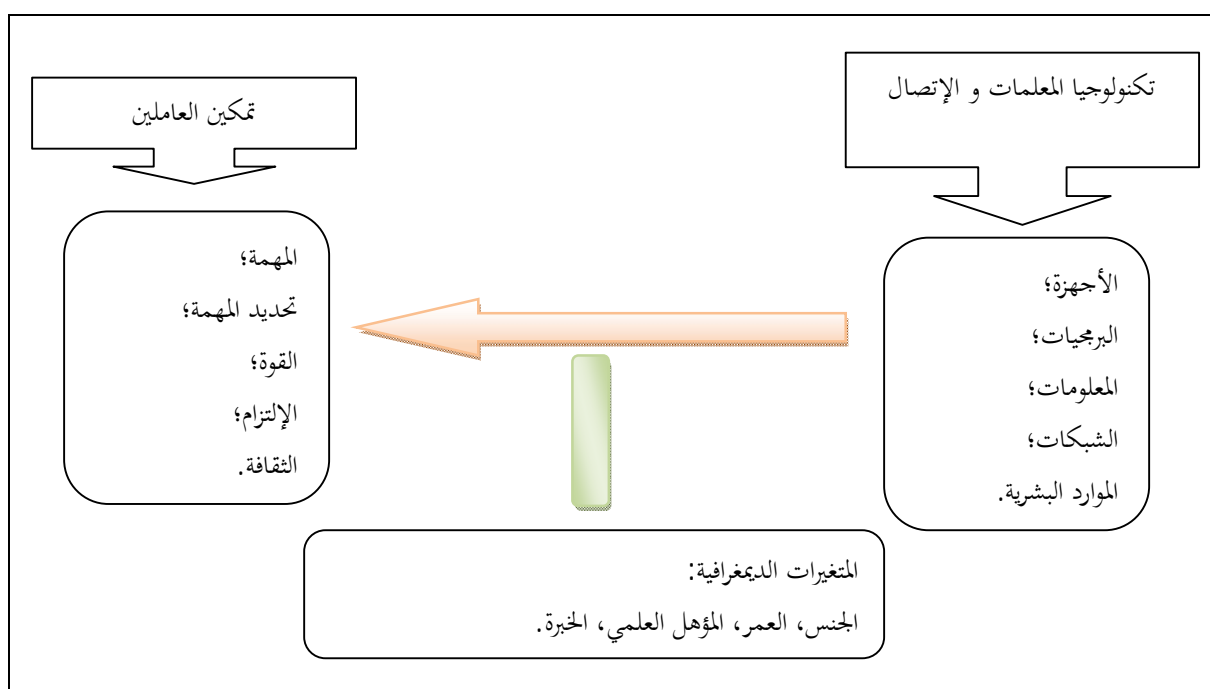 تكنولوجيا المعلمات و الإتصال
تمكين العاملين
الأجهزة؛
البرمجيات؛
المعلومات؛
الشبكات؛
الموارد البشرية.
المهمة؛
تحديد المهمة؛
القوة؛
الإلتزام؛
الثقافة.
المتغيرات الديمغرافية:
الجنس، العمر، المؤهل العلمي، الخبرة.